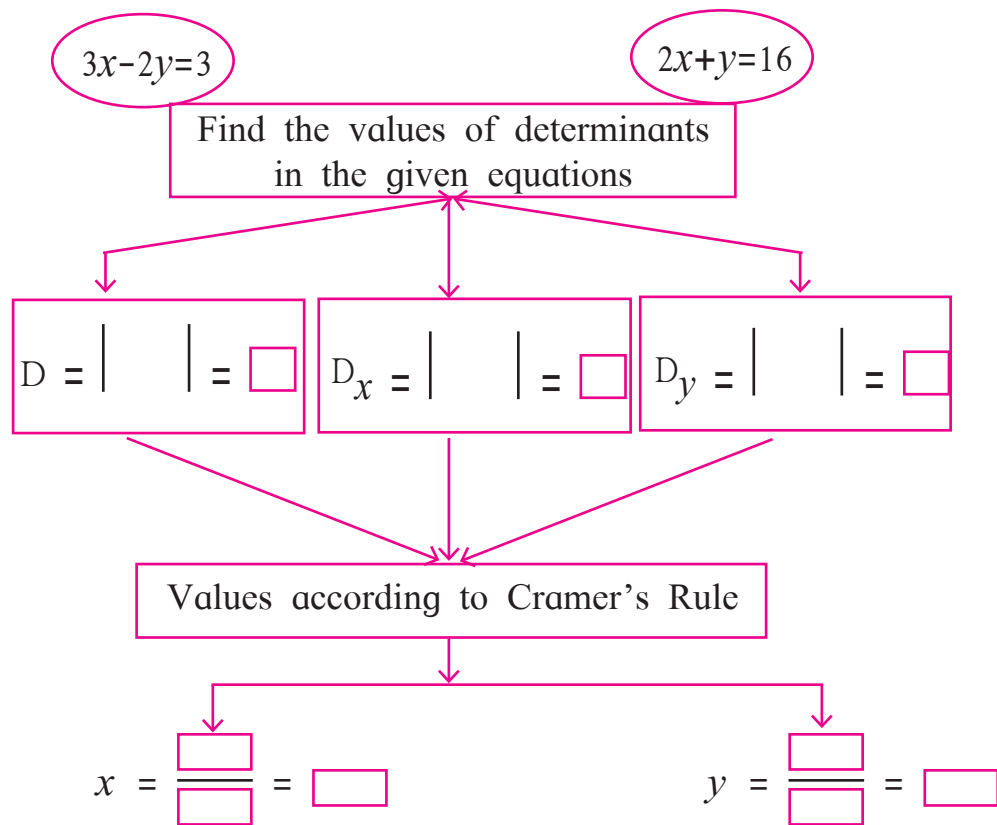 3x-2y=3
2x+y=16
Find the values of determinants
in the given equations
D = | | =
Dx = | | =
Dy = | | =
Values according to Cramer's Rule
x = =
y = =